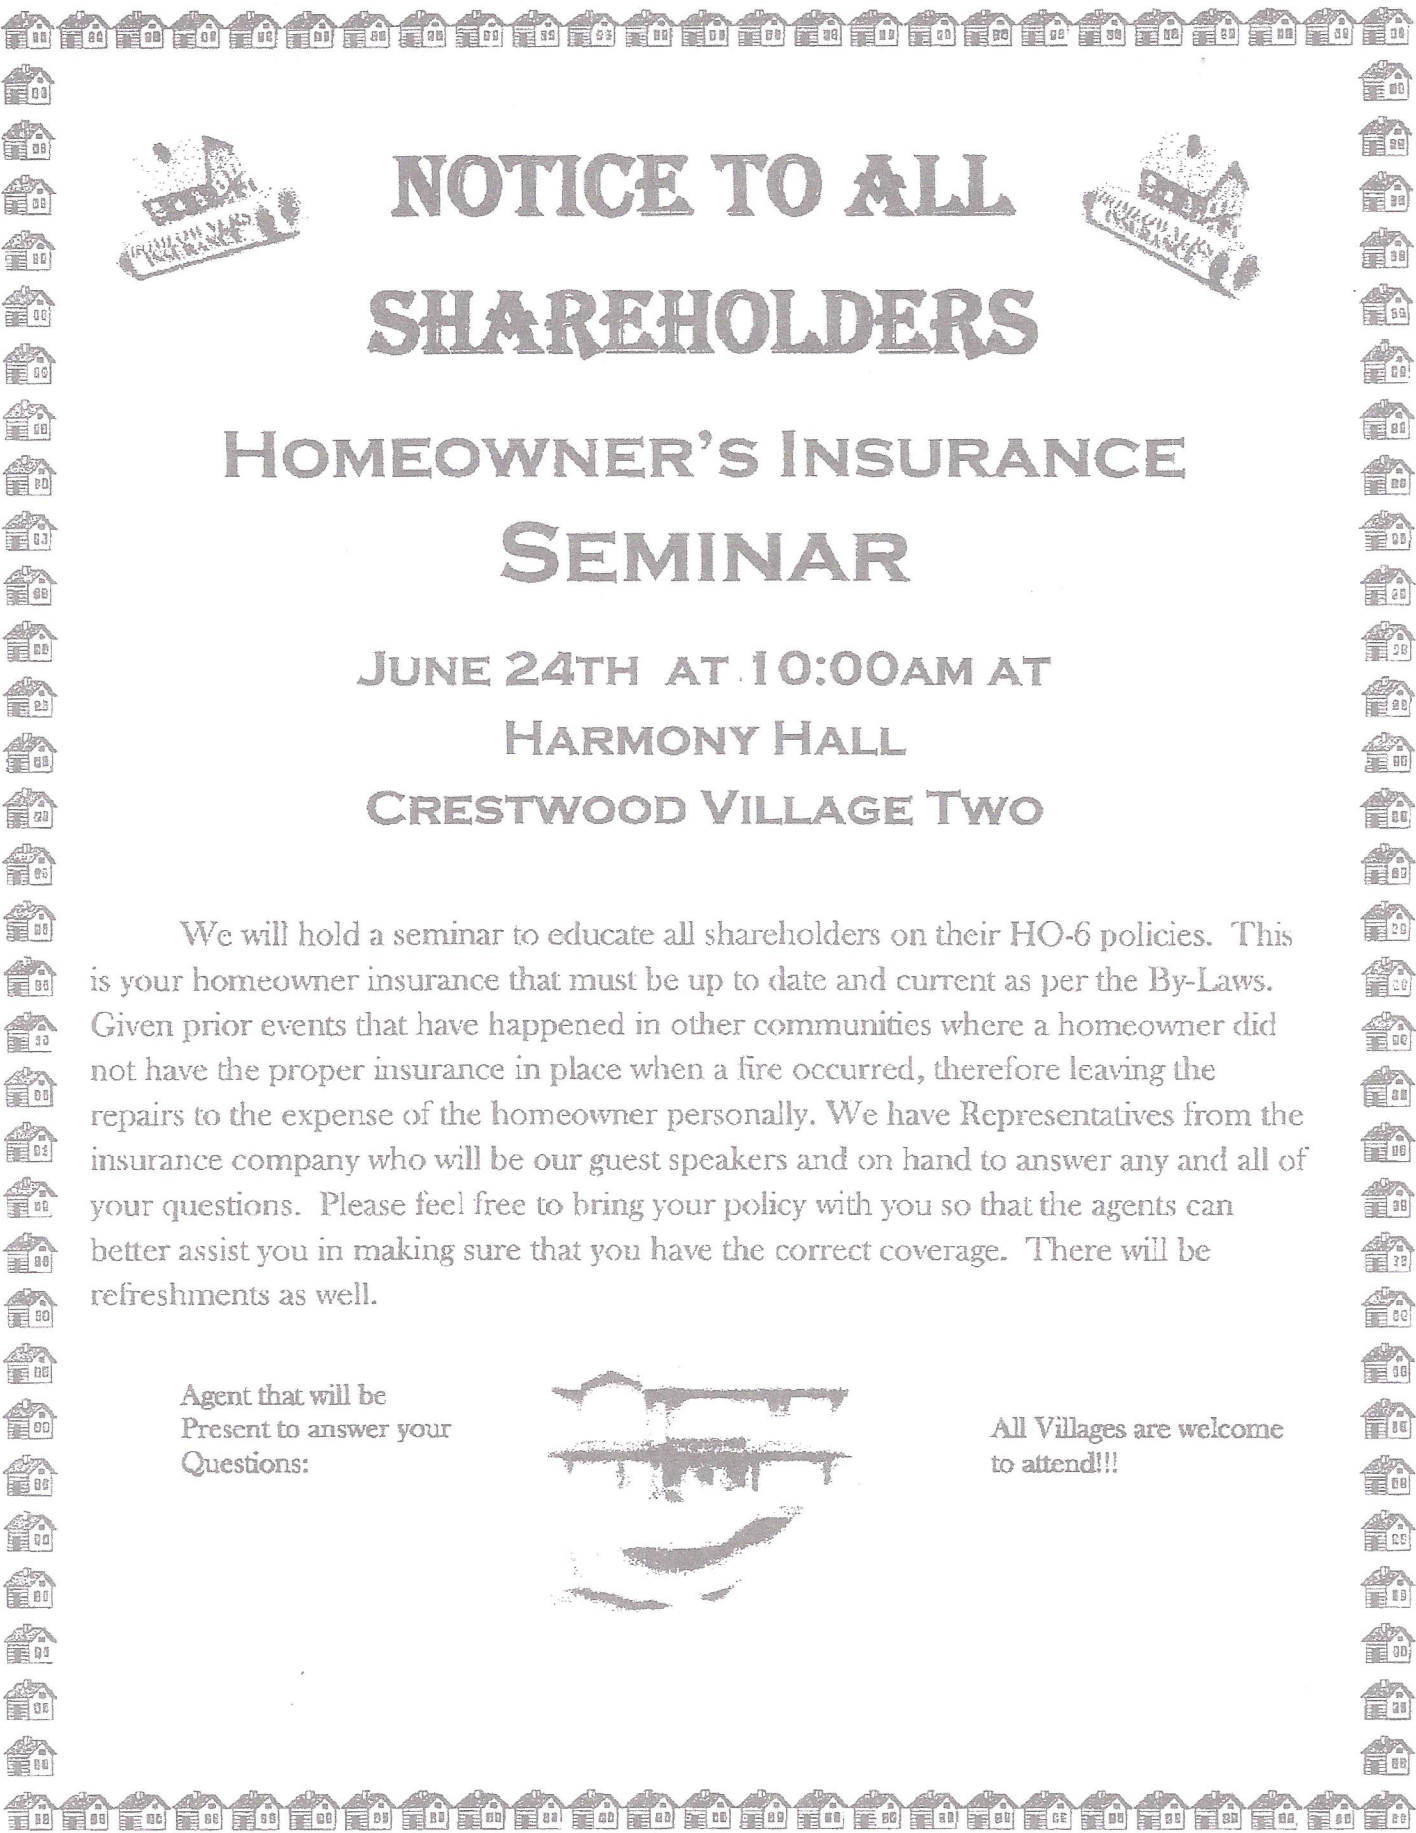 NOTICE TO ALL
SHAREHOLDERS
HOMEOWNER'S INSURANCE
SEMINAR
JUNE 24TH AT 10:00AM AT
HARMONY HALL
CRESTWOOD VILLAGE TWO
We will hold a seminar to educate all shareholders on their HO-6 policies. This
is your homeowner insurance that must be up to date and current as per the By-Laws.
Given prior events that have happened in other communities where a homeowner did
not have the proper insurance in place when a fire occurred, therefore leaving the
repairs to the expense of the homeowner personally. We have Representatives from the
insurance company who will be our guest speakers and on hand to answer any and all of
your questions. Please feel free to bring your policy with you so that the agents can
better assist you in making sure that you have the correct coverage. There will be
refreshments as well.
Agent that will be
Present to answer your
Questions:
All Villages are welcome
to attend!!!